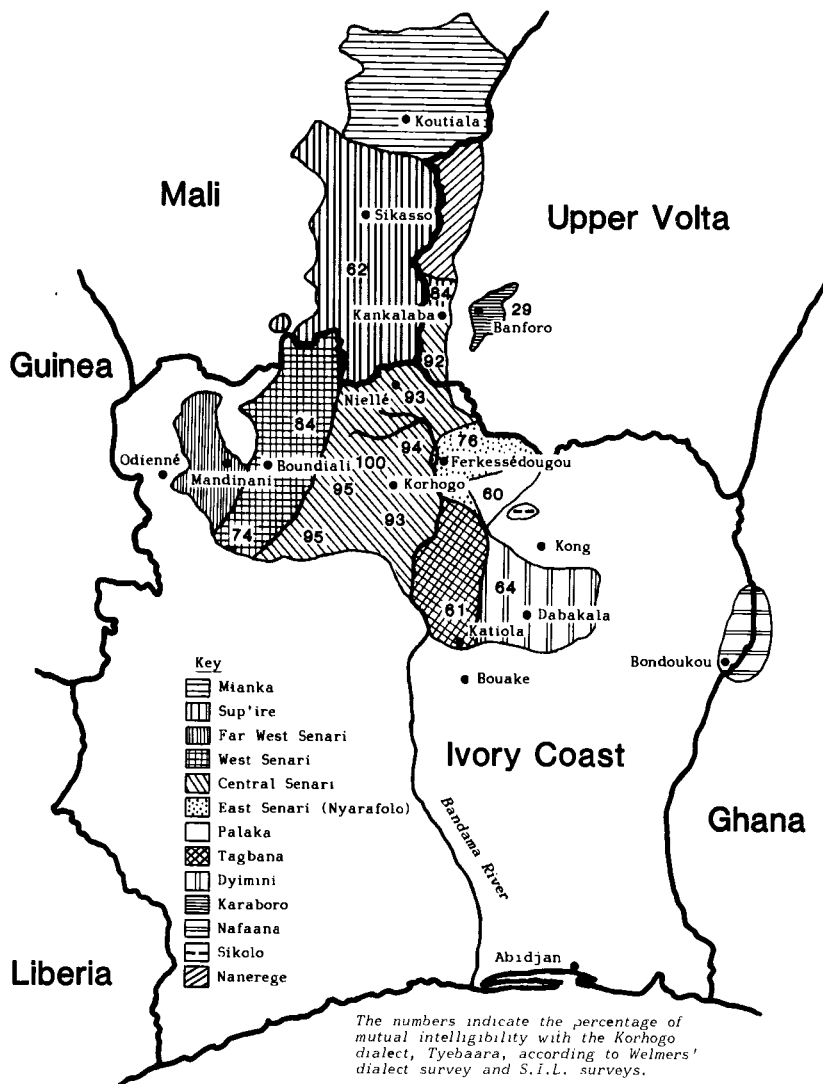 Koutiala
Mali
Sikasso
Upper Volta
62
84
Kankalaba
29
Banforo
Guinea
92
Niellé
93
84
94
76
Odienné
Mandinani
Boundiali
100
Ferkessédougou
95
Korhogo
60
74
95
93
Kong
64
61
Dabakala
Katiola
Bondoukou
Bouake
Key
Mianka
Sup'ire
Far West Senari
West Senari
Central Senari
East Senari (Nyarafolo)
Palaka
Tagbana
Dyimini
Karaboro
Nafaana
Sikolo
Nanerege
Ivory Coast
Bandama River
Ghana
Liberia
Abidjan
The numbers indicate the percentage of
mutual intelligibility with the Korhogo
dialect, Tyebaara, according to Welmers'
dialect survey and S.I.L. surveys.